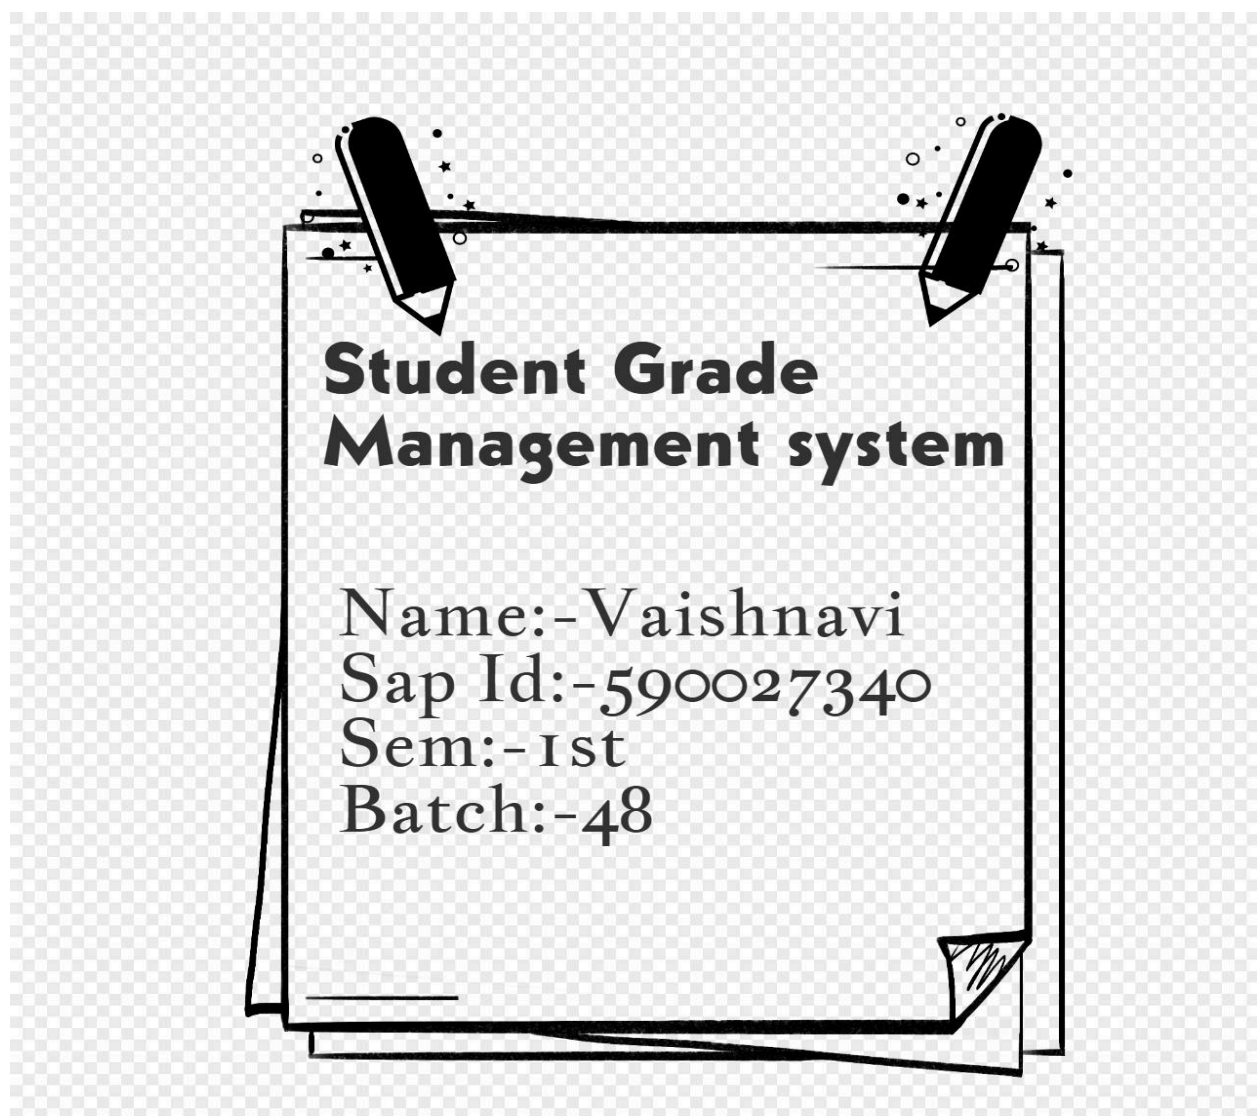 Student Grade
Management system
Name:-Vaishnavi
Sap Id:-590027340
Sem:-1st
Batch:-48